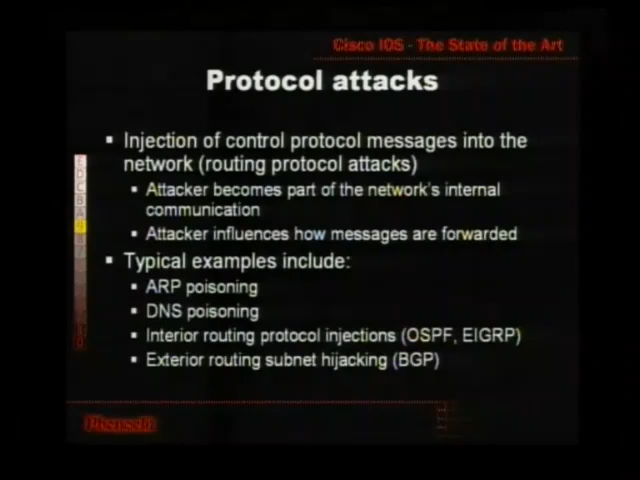 Cisco IOS - The State of the Art
Protocol attacks
▪ Injection of control protocol messages into the
network (routing protocol attacks)
▪ Attacker becomes part of the network's internal
communication
▪ Attacker influences how messages are forwarded
▪ Typical examples include:
▪ ARP poisoning
▪ DNS poisoning
▪ Interior routing protocol injections (OSPF, EIGRP)
▪ Exterior routing subnet hijacking (BGP)
Phenoelit